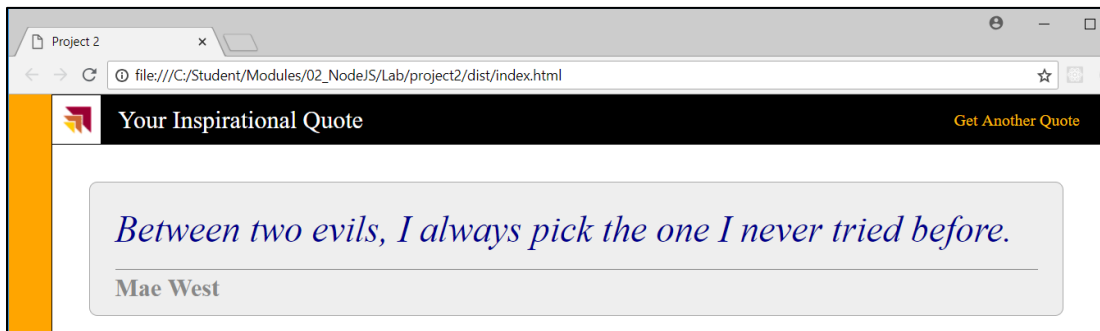 Project 2
file:///C:/Student/Modules/02_NodeJS/Lab/project2/dist/index.html
Your Inspirational Quote Get Another Quote
Between two evils, I always pick the one I never tried before.
Mae West